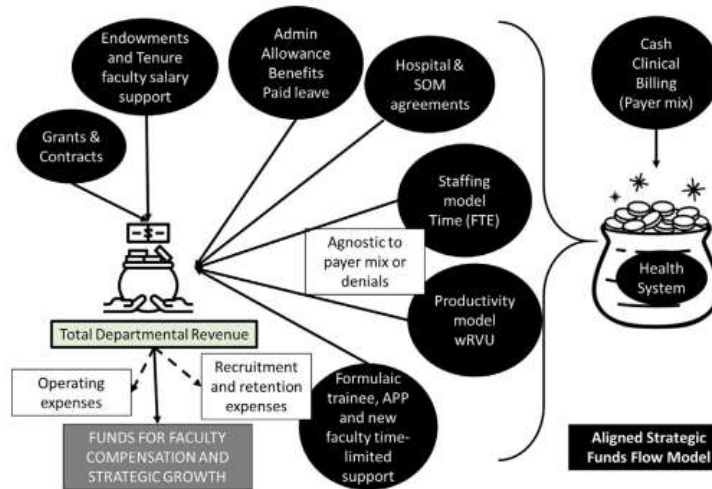 Endowments
and Tenure
faculty salary
support
Grants &
Contracts
Admin
Allowance
Benefits
Paid leave
Hospital &
SOM
agreements
Staffing
model
Time (FTE)
Agnostic to
payer mix or
denials
Productivity
model
wRVU
Formulaic
trainee, APP
and new
faculty time-
limited
support
$
Total Departmental Revenue
Operating
expenses
Recruitment
and retention
expenses
FUNDS FOR FACULTY
COMPENSATION AND
STRATEGIC GROWTH
Cash
Clinical
Billing
(Payer mix)
Health
System
Aligned Strategic
Funds Flow Model